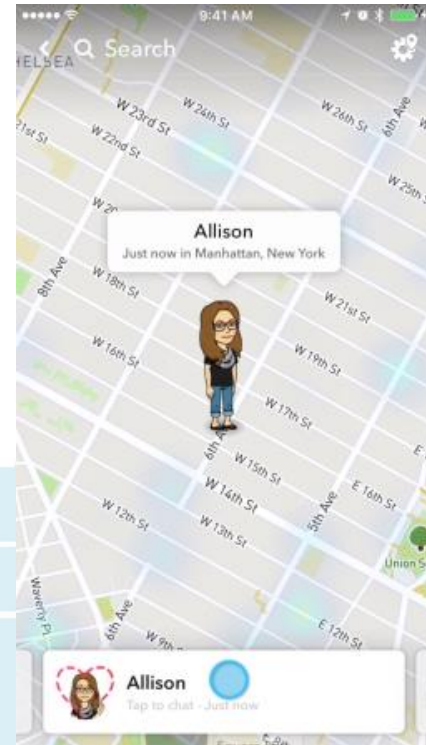 9:41 AM
Search
HELSEA
W 23rd St
W 24th St
W 26th St
6th Ave
21st St
W 22nd St
W 25th
W 20
Allison
Just now in Manhattan, New York
8th Ave
W 18th St
W 21st St
W 16th St
W 19th St
W 17th St
6th A
W 15th St
E
W 14th St
5th Ave
E 16th St
W 12th St
W 13th St
Union S
Waverly Pl
6th Ave
E 12th St
W 9th
Allison
Tap to chat - Just now